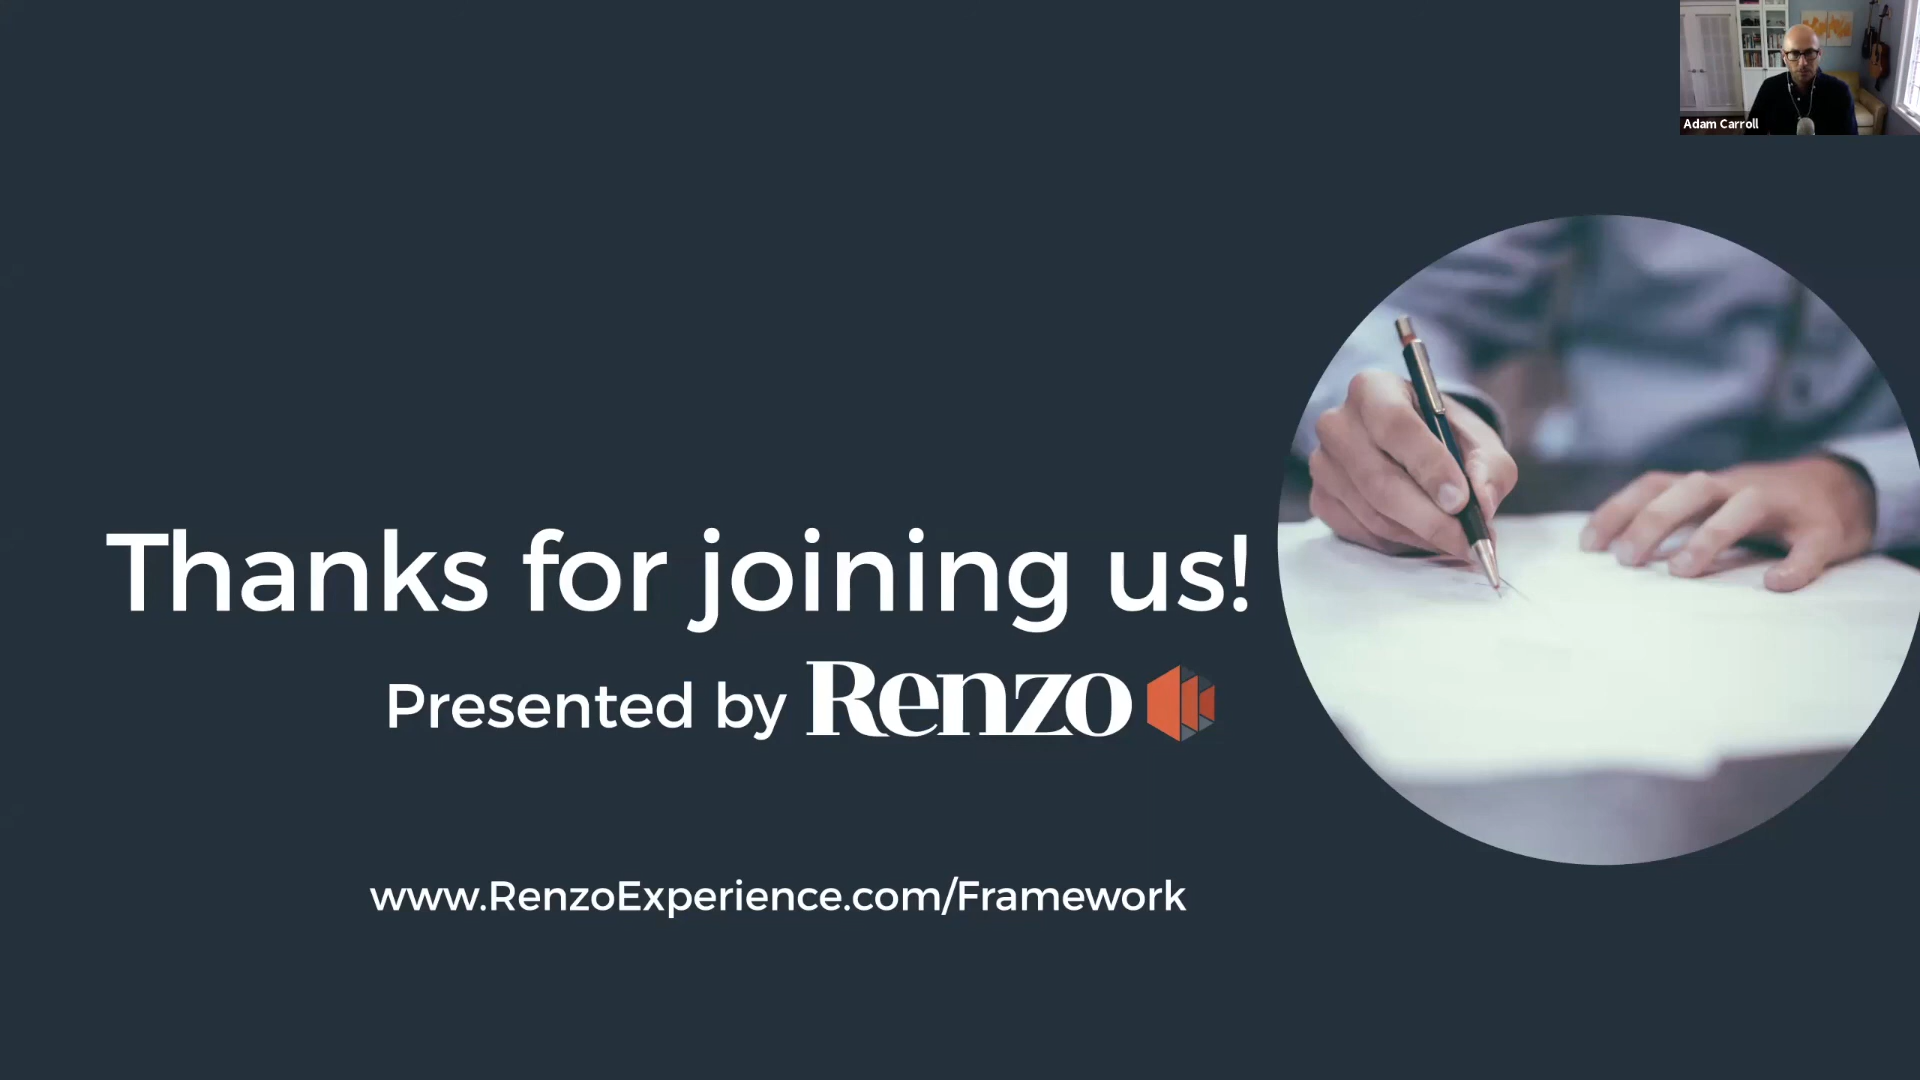 Adam Carroll
Thanks for joining us!
Presented by Renzo
www.RenzoExperience.com/Framework